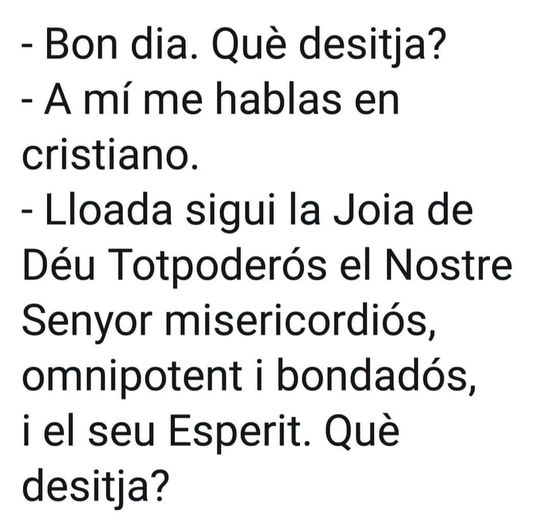 - Bon dia. Què desitja?
- A mí me hablas en
cristiano.
- Lloada sigui la Joia de
Déu Totpoderós el Nostre
Senyor misericordiós,
omnipotent i bondadós,
i el seu Esperit. Què
desitja?